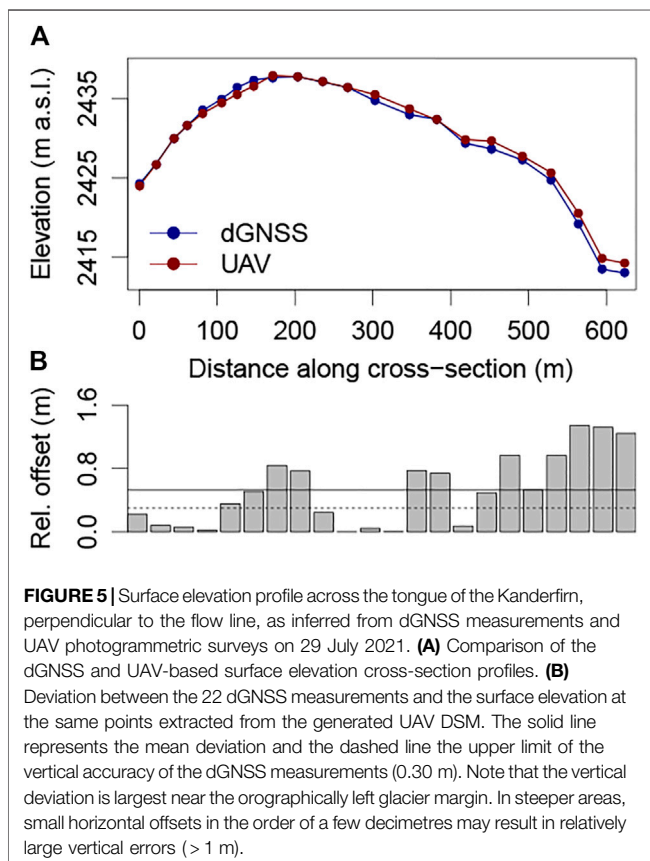 A
Elevation (m a.s.l.)
2435
2425
2415
dGNSS
UAV
0 100 200 300 400 500 600
Distance along cross−section (m)
B
Rel. offset (m)
1.6
0.8
0.0
FIGURE 5 | Surface elevation profile across the tongue of the Kanderfirn,
perpendicular to the flow line, as inferred from dGNSS measurements and
UAV photogrammetric surveys on 29 July 2021. (A) Comparison of the
dGNSS and UAV-based surface elevation cross-section profiles. (B)
Deviation between the 22 dGNSS measurements and the surface elevation at
the same points extracted from the generated UAV DSM. The solid line
represents the mean deviation and the dashed line the upper limit of the
vertical accuracy of the dGNSS measurements (0.30 m). Note that the vertical
deviation is largest near the orographically left glacier margin. In steeper areas,
small horizontal offsets in the order of a few decimetres may result in relatively
large vertical errors (> 1 m).